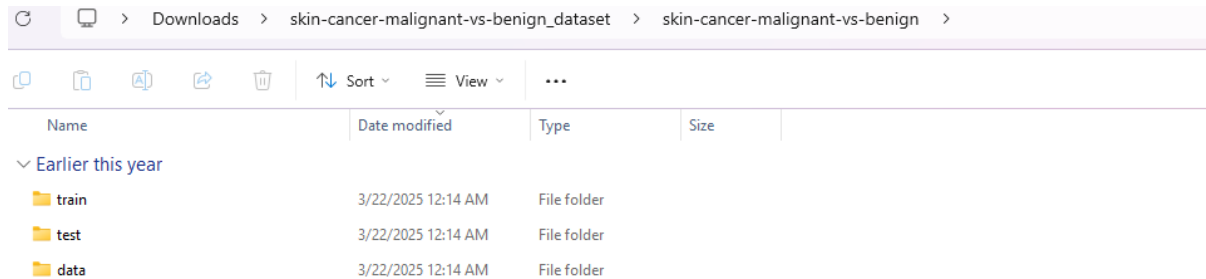 Downloads > skin-cancer-malignant-vs-benign_dataset > skin-cancer-malignant-vs-benign >
Sort View ...
Name Date modified Type Size
Earlier this year
train 3/22/2025 12:14 AM File folder
test 3/22/2025 12:14 AM File folder
data 3/22/2025 12:14 AM File folder